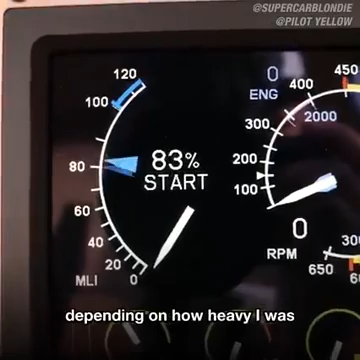 @SUPERCARBLONDIE
@PILOT YELLOW
120
100
80
60
40
20
0
MLI
83%
START
0
ENG
450
400
300
200
100
2000
0
RPM
300
650
depending on how heavy I was